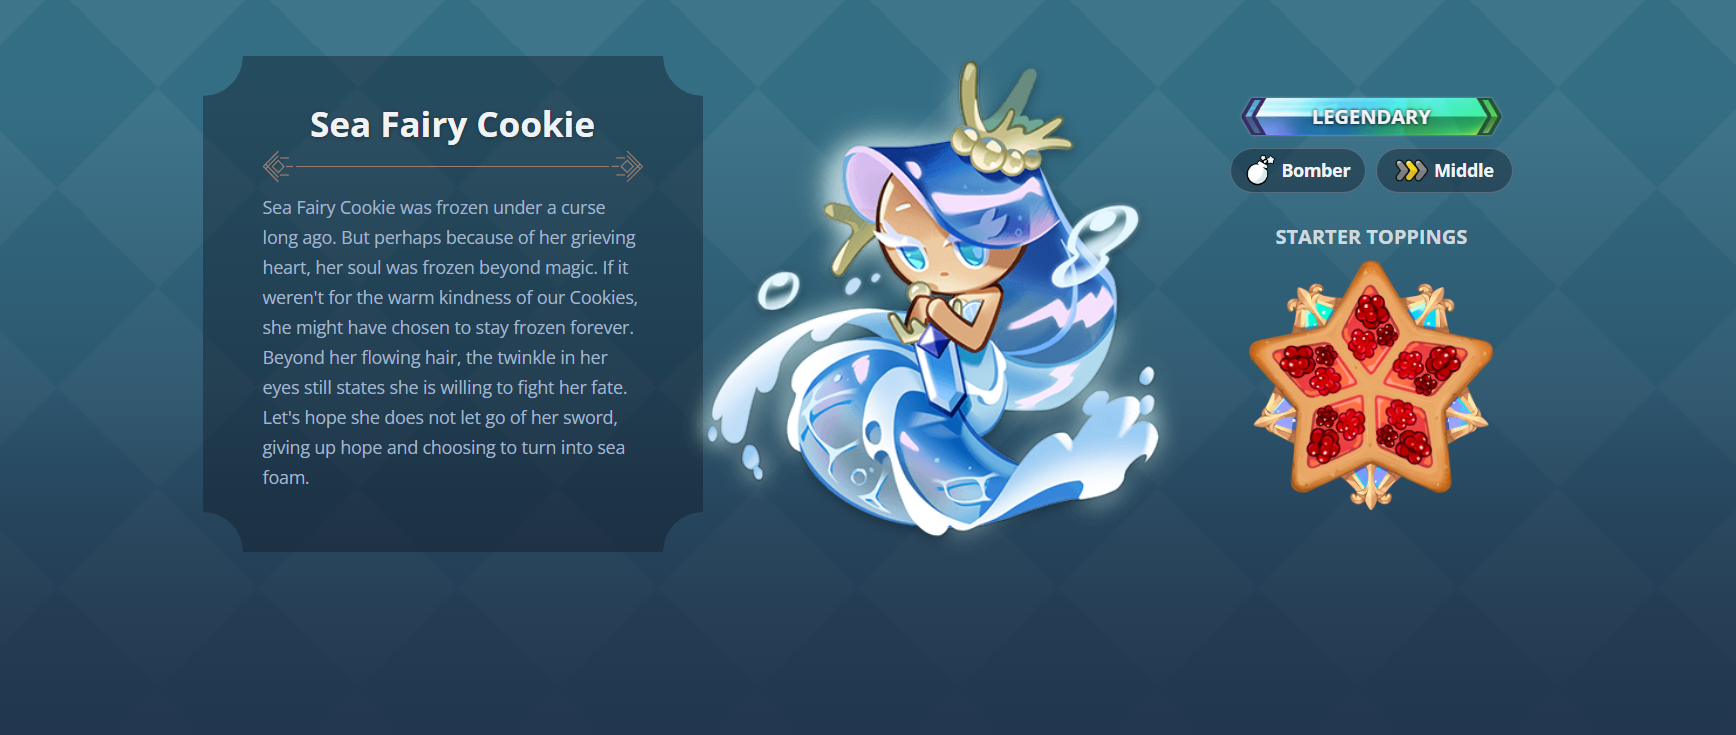 Sea Fairy Cookie
Sea Fairy Cookie was frozen under a curse
long ago. But perhaps because of her grieving
heart, her soul was frozen beyond magic. If it
weren't for the warm kindness of our Cookies,
she might have chosen to stay frozen forever.
Beyond her flowing hair, the twinkle in her
eyes still states she is willing to fight her fate.
Let's hope she does not let go of her sword,
giving up hope and choosing to turn into sea
foam.
LEGENDARY
Bomber Middle
STARTER TOPPINGS